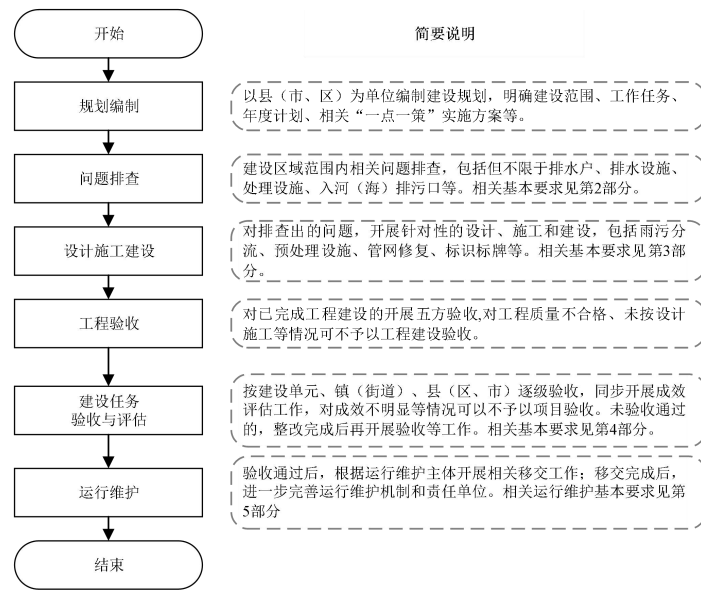 开始
简要说明
规划编制
以县（市、区）为单位编制建设规划，明确建设范围、工作任务、
年度计划、相关“一点一策”实施方案等。
问题排查
建设区域范围内相关问题排查，包括但不限于排水户、排水设施、
处理设施、入河（海）排污口等。相关基本要求见第2部分。
设计施工建设
对排查出的问题，开展针对性的设计、施工和建设，包括雨污分
流、预处理设施、管网修复、标识标牌等。相关基本要求见第3部
分。
工程验收
对已完成工程建设的开展五方验收,对工程质量不合格、未按设计
施工等情况可不予以工程建设验收。
建设任务
验收与评估
按建设单元、镇（街道）、县（区、市）逐级验收，同步开展成效
评估工作，对成效不明显等情况可以不予以项目验收。未验收通过
的，整改完成后再开展验收等工作。相关基本要求见第4部分。
运行维护
验收通过后，根据运行维护主体开展相关移交工作；移交完成后，
进一步完善运行维护机制和责任单位。相关运行维护基本要求见第
5部分
结束